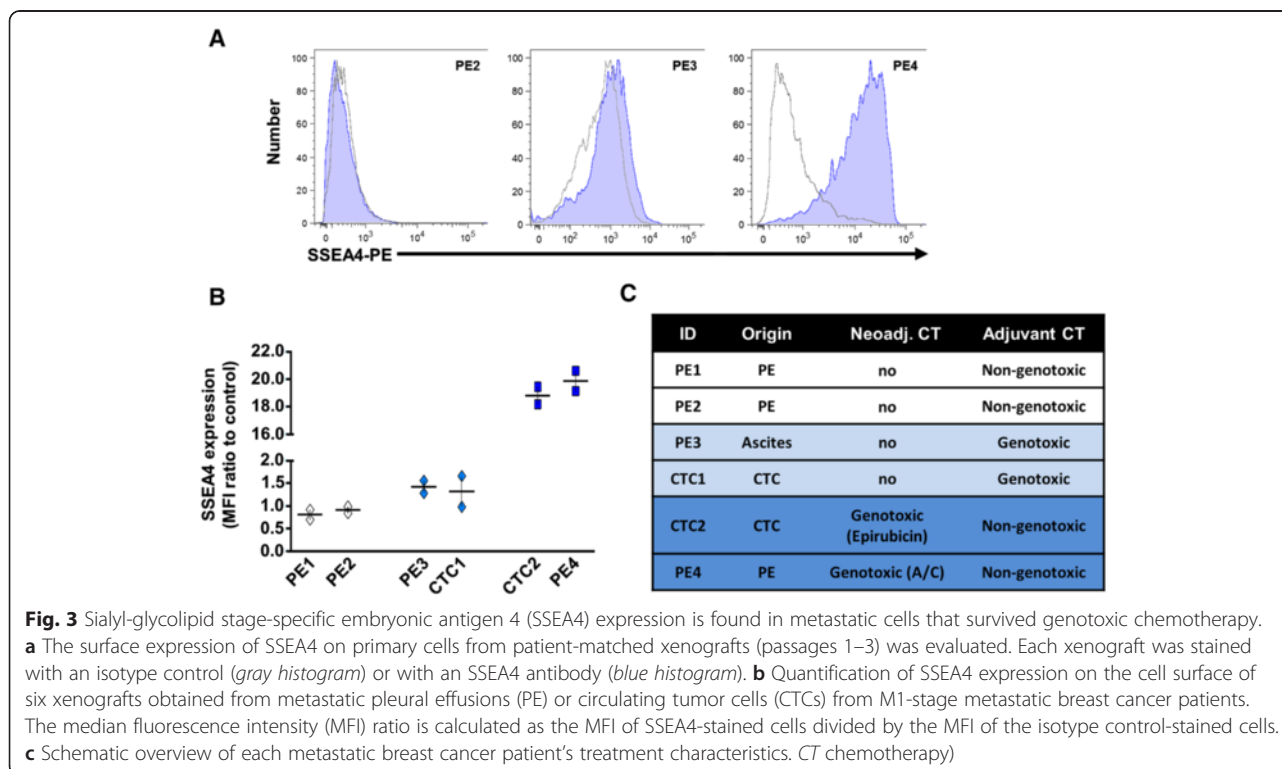 A
PE2
PE3
PE4
Number
100
80
60
40
20
0
0 10³ 10⁴ 10⁵
100
80
60
40
20
0
0 10² 10³ 10⁴ 10⁵
100
80
60
40
20
0
0 10³ 10⁴ 10⁵
SSEA4-PE
B
SSEA4 expression
(MFI ratio to control)
22.0
20.0
18.0
16.0
2.0
1.5
1.0
0.5
0.0
PE1 PE2 PE3 CTC1 CTC2 PE4
C
ID Origin Neoadj. CT Adjuvant CT
PE1 PE no Non-genotoxic
PE2 PE no Non-genotoxic
PE3 Ascites no Genotoxic
CTC1 CTC no Genotoxic
CTC2 CTC Genotoxic (Epirubicin) Non-genotoxic
PE4 PE Genotoxic (A/C) Non-genotoxic
Fig. 3 Sialyl-glycolipid stage-specific embryonic antigen 4 (SSEA4) expression is found in metastatic cells that survived genotoxic chemotherapy.
a The surface expression of SSEA4 on primary cells from patient-matched xenografts (passages 1–3) was evaluated. Each xenograft was stained
with an isotype control (gray histogram) or with an SSEA4 antibody (blue histogram). b Quantification of SSEA4 expression on the cell surface of
six xenografts obtained from metastatic pleural effusions (PE) or circulating tumor cells (CTCs) from M1-stage metastatic breast cancer patients.
The median fluorescence intensity (MFI) ratio is calculated as the MFI of SSEA4-stained cells divided by the MFI of the isotype control-stained cells.
c Schematic overview of each metastatic breast cancer patient's treatment characteristics. CT chemotherapy)